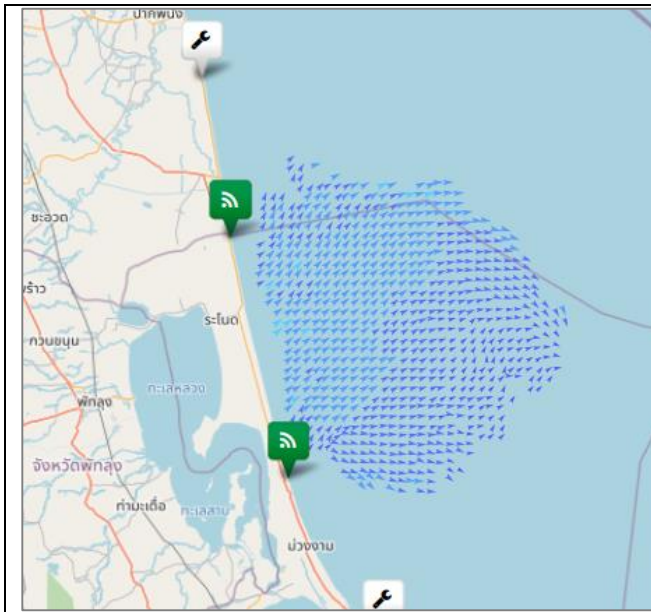 ปากพนัง
ชะอวด
พร้าว
ระโนด
ควนขนุน
ทะเลหลวง
พัทลุง
จังหวัดพัทลุง
ท่ามะเดื่อ
ทะเลสาบ
ม่วงงาม